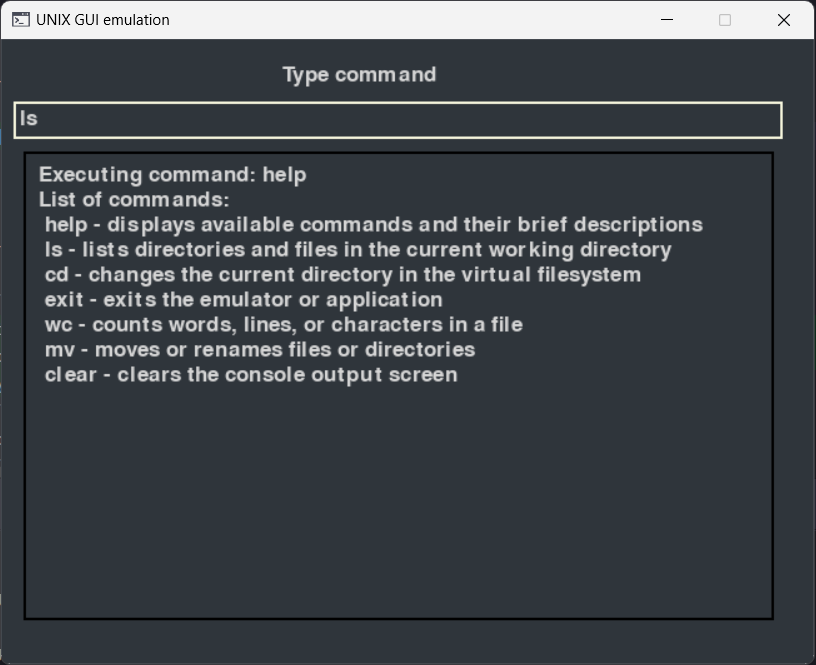 UNIX GUI emulation
Type command
ls
Executing command: help
List of commands:
help - displays available commands and their brief descriptions
ls - lists directories and files in the current working directory
cd - changes the current directory in the virtual filesystem
exit - exits the emulator or application
wc - counts words, lines, or characters in a file
mv - moves or renames files or directories
clear - clears the console output screen